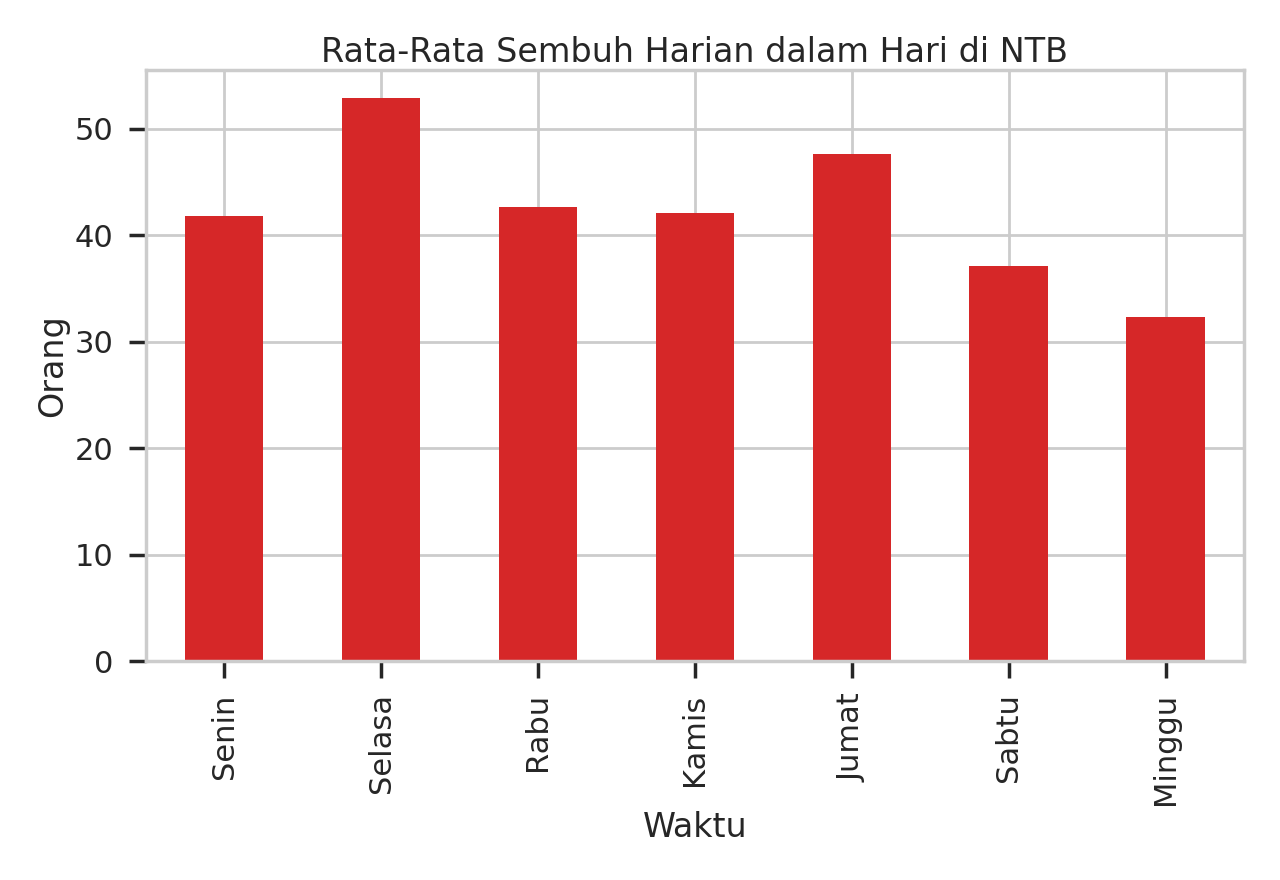 Rata-Rata Sembuh Harian dalam Hari di NTB
Orang
50
40
30
20
10
0
Senin
Selasa
Rabu
Kamis
Jumat
Sabtu
Minggu
Waktu